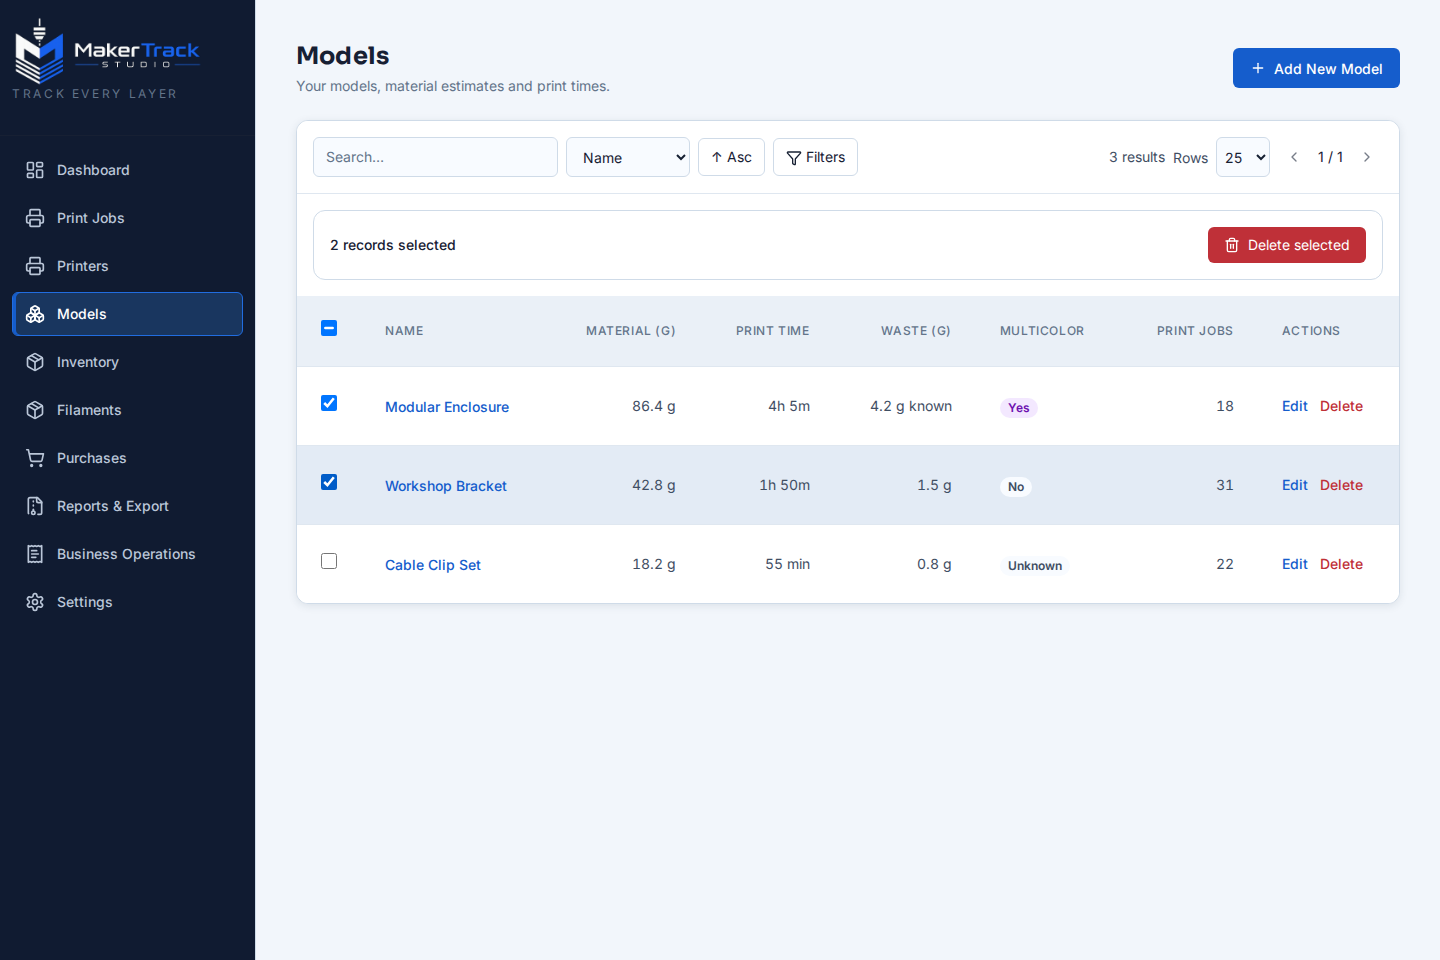 MakerTrack
STUDIO
TRACK EVERY LAYER
Dashboard
Print Jobs
Printers
Models
Inventory
Filaments
Purchases
Reports & Export
Business Operations
Settings
Models
Your models, material estimates and print times.
+ Add New Model
Search... Name ↑ Asc Filters 3 results Rows 25 1 / 1
2 records selected Delete selected
NAME MATERIAL (G) PRINT TIME WASTE (G) MULTICOLOR PRINT JOBS ACTIONS
Modular Enclosure 86.4 g 4h 5m 4.2 g known Yes 18 Edit Delete
Workshop Bracket 42.8 g 1h 50m 1.5 g No 31 Edit Delete
Cable Clip Set 18.2 g 55 min 0.8 g Unknown 22 Edit Delete